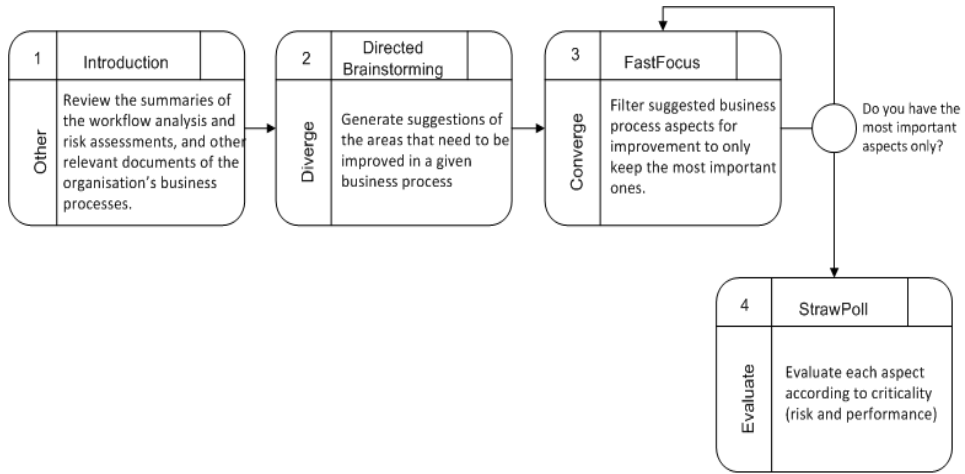 1
Introduction
Other
Review the summaries of
the workflow analysis and
risk assessments, and other
relevant documents of the
organisation's business
processes.
2
Directed
Brainstorming
Diverge
Generate suggestions of
the areas that need to be
improved in a given
business process
3
FastFocus
Converge
Filter suggested business
process aspects for
improvement to only
keep the most important
ones.
Do you have the
most important
aspects only?
4
StrawPoll
Evaluate
Evaluate each aspect
according to criticality
(risk and performance)